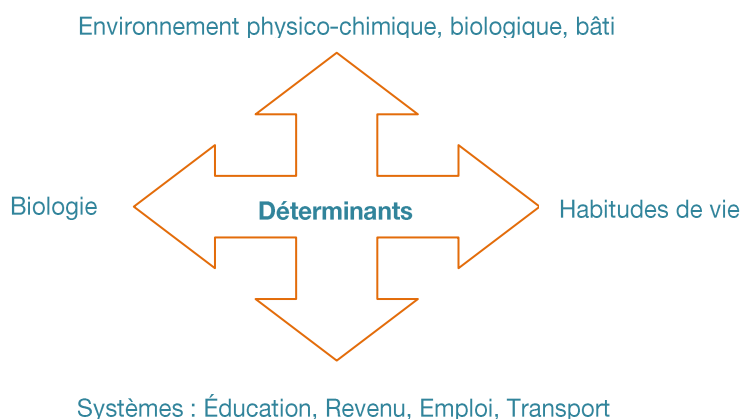 Environnement physico-chimique, biologique, bâti
Biologie
Déterminants
Habitudes de vie
Systèmes : Éducation, Revenu, Emploi, Transport